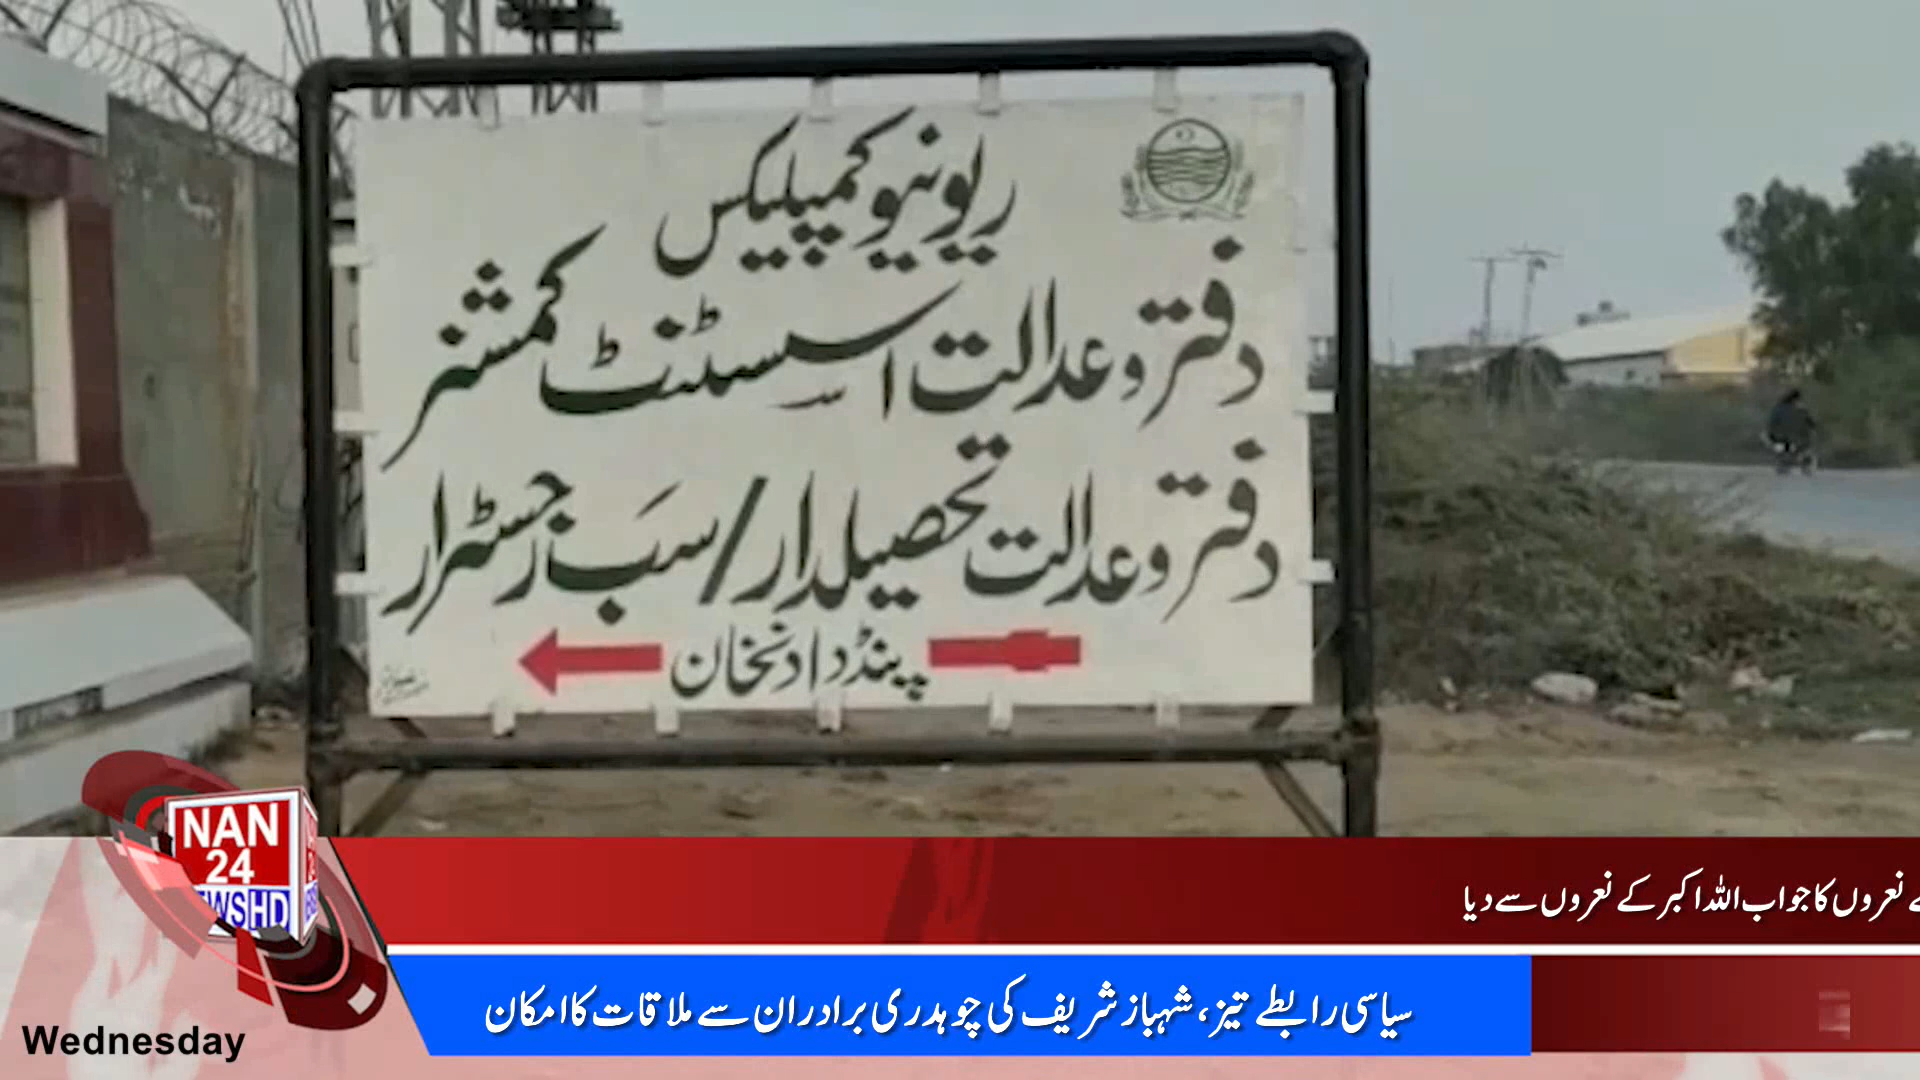 ریونیو کمپلیکس
دفتر و عدالت اسسٹنٹ کمشنر
دفتر و عدالت تحصیلدار / سب رجسٹرار
پنڈدادنخان
NAN
24
WSHD
نعروں کا جواب اللہ اکبر کے نعروں سے دیا
سیاسی رابطے تیز، شہباز شریف کی چوہدری برادران سے ملاقات کا امکان
Wednesday